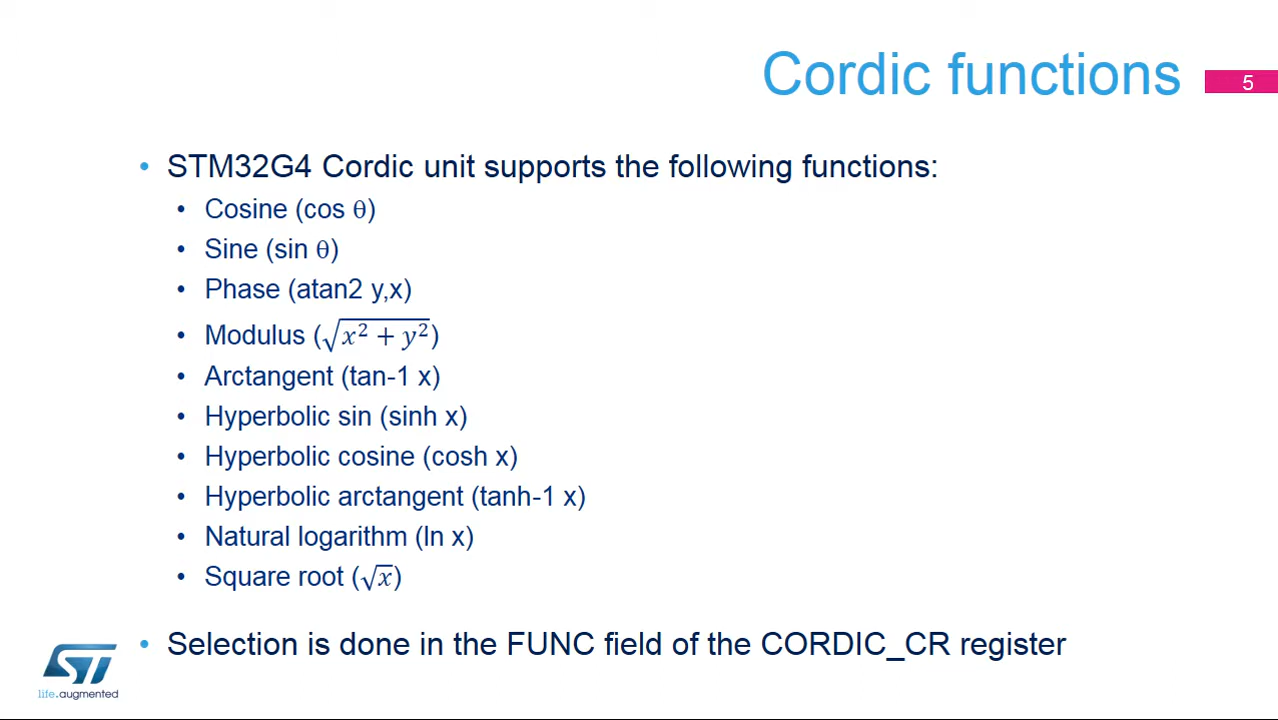 Cordic functions
5
• STM32G4 Cordic unit supports the following functions:
• Cosine (cos θ)
• Sine (sin θ)
• Phase (atan2 y,x)
• Modulus (√x² + y²)
• Arctangent (tan-1 x)
• Hyperbolic sin (sinh x)
• Hyperbolic cosine (cosh x)
• Hyperbolic arctangent (tanh-1 x)
• Natural logarithm (ln x)
• Square root (√x)
• Selection is done in the FUNC field of the CORDIC_CR register
ST
life.augmented